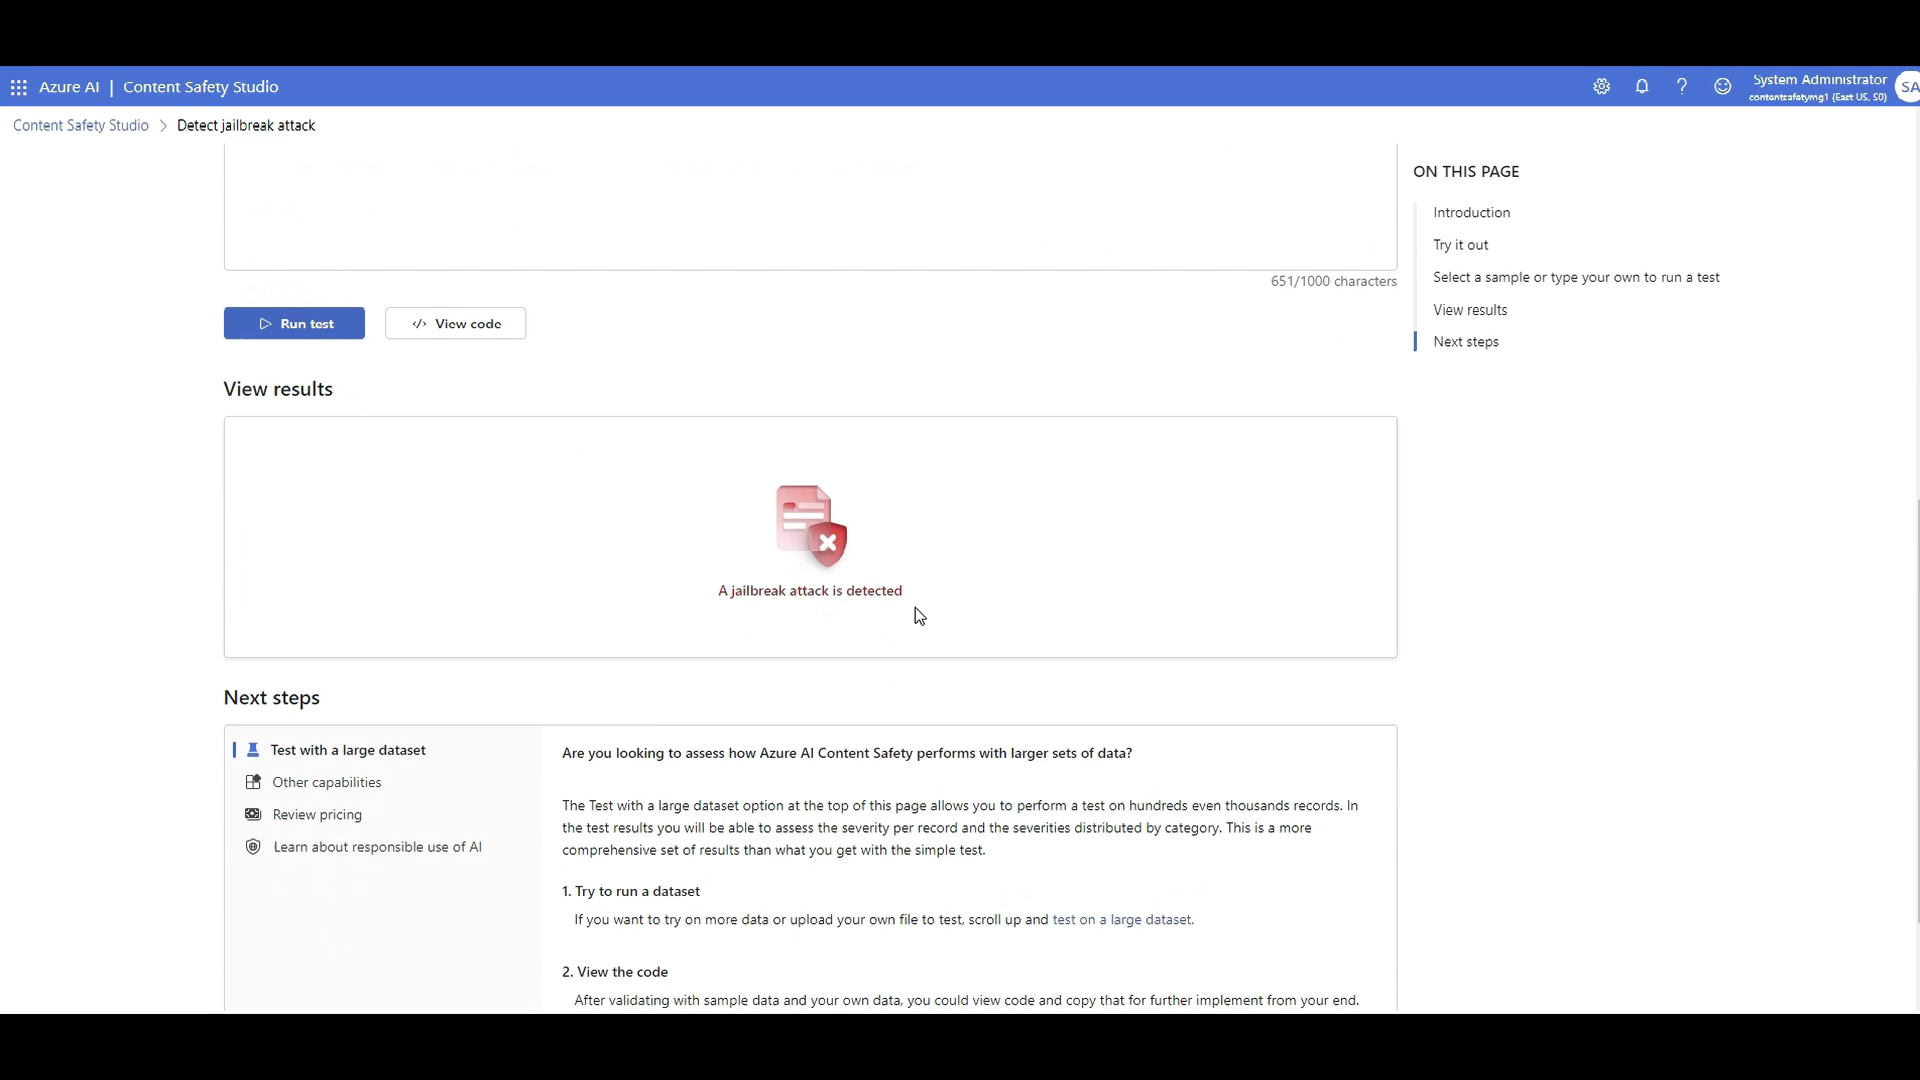 Azure AI | Content Safety Studio
System Administrator
contentsafetymg1 (East US, S0)
SA
Content Safety Studio > Detect jailbreak attack
ON THIS PAGE
Introduction
Try it out
Select a sample or type your own to run a test
View results
Next steps
651/1000 characters
Run test
</> View code
View results
A jailbreak attack is detected
Next steps
Test with a large dataset
Other capabilities
Review pricing
Learn about responsible use of AI
Are you looking to assess how Azure AI Content Safety performs with larger sets of data?
The Test with a large dataset option at the top of this page allows you to perform a test on hundreds even thousands records. In
the test results you will be able to assess the severity per record and the severities distributed by category. This is a more
comprehensive set of results than what you get with the simple test.
1. Try to run a dataset
If you want to try on more data or upload your own file to test, scroll up and test on a large dataset.
2. View the code
After validating with sample data and your own data, you could view code and copy that for further implement from your end.